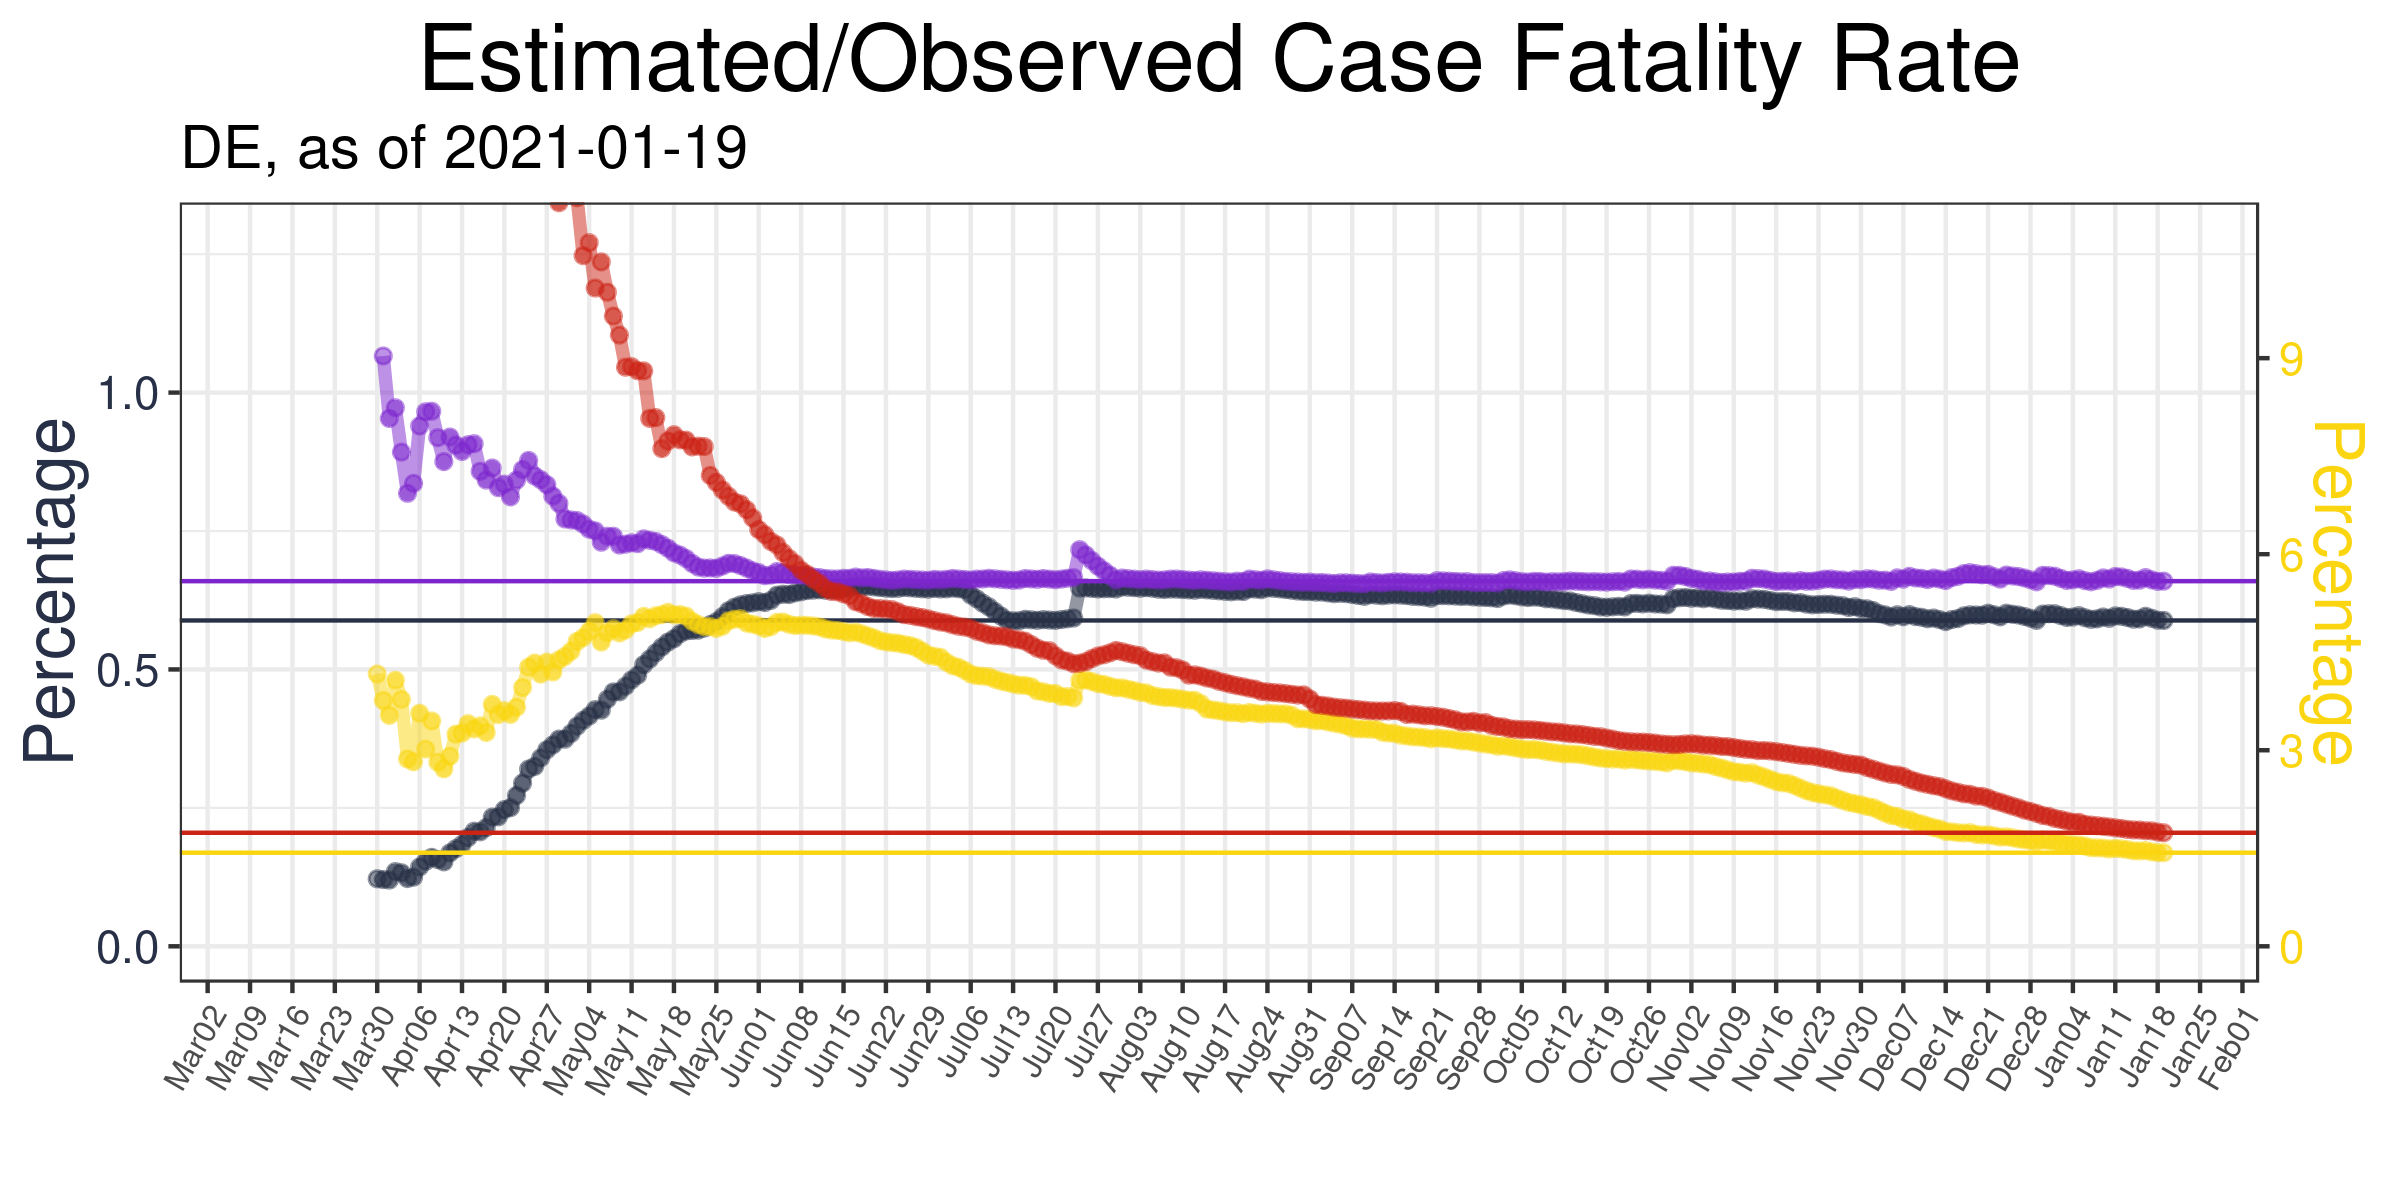 Estimated/Observed Case Fatality Rate
DE, as of 2021-01-19
Percentage
1.0
0.5
0.0
9
6
3
0
Percentage
Mar02
Mar09
Mar16
Mar23
Mar30
Apr06
Apr13
Apr20
Apr27
May04
May11
May18
May25
Jun01
Jun08
Jun15
Jun22
Jun29
Jul06
Jul13
Jul20
Jul27
Aug03
Aug10
Aug17
Aug24
Aug31
Sep07
Sep14
Sep21
Sep28
Oct05
Oct12
Oct19
Oct26
Nov02
Nov09
Nov16
Nov23
Nov30
Dec07
Dec14
Dec21
Dec28
Jan04
Jan11
Jan18
Jan25
Feb01